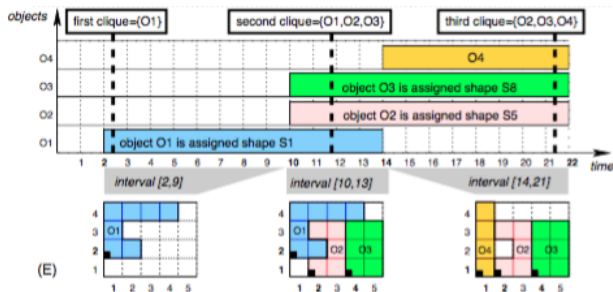 objects
first clique={O1}
second clique={O1,O2,O3}
third clique={O2,O3,O4}
O4
O4
O3
object O3 is assigned shape S8
O2
object O2 is assigned shape S5
O1
object O1 is assigned shape S1
1 2 3 4 5 6 7 8 9 10 11 12 13 14 15 16 17 18 19 20 21 22 time
interval [2,9]
interval [10,13]
interval [14,21]
4
3 O1
2
1
1 2 3 4 5
4
3 O1
2 O2 O3
1
1 2 3 4 5
4
3
2 O4 O2 O3
1
1 2 3 4 5
(E)